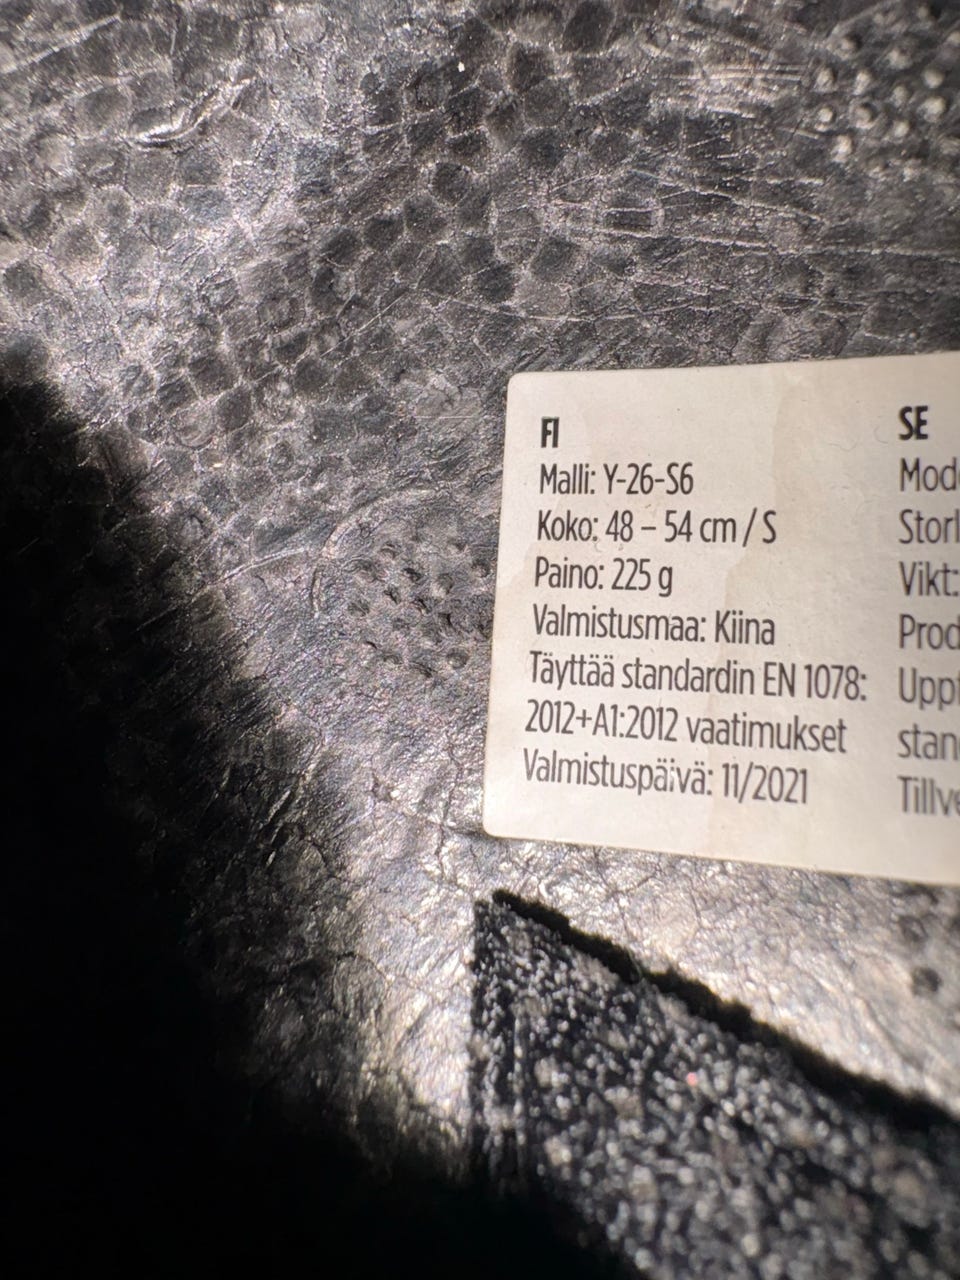 FI
Malli: Y-26-S6
Koko: 48 – 54 cm / S
Paino: 225 g
Valmistusmaa: Kiina
Täyttää standardin EN 1078:
2012+A1:2012 vaatimukset
Valmistuspäivä: 11/2021
SE
Vikt: